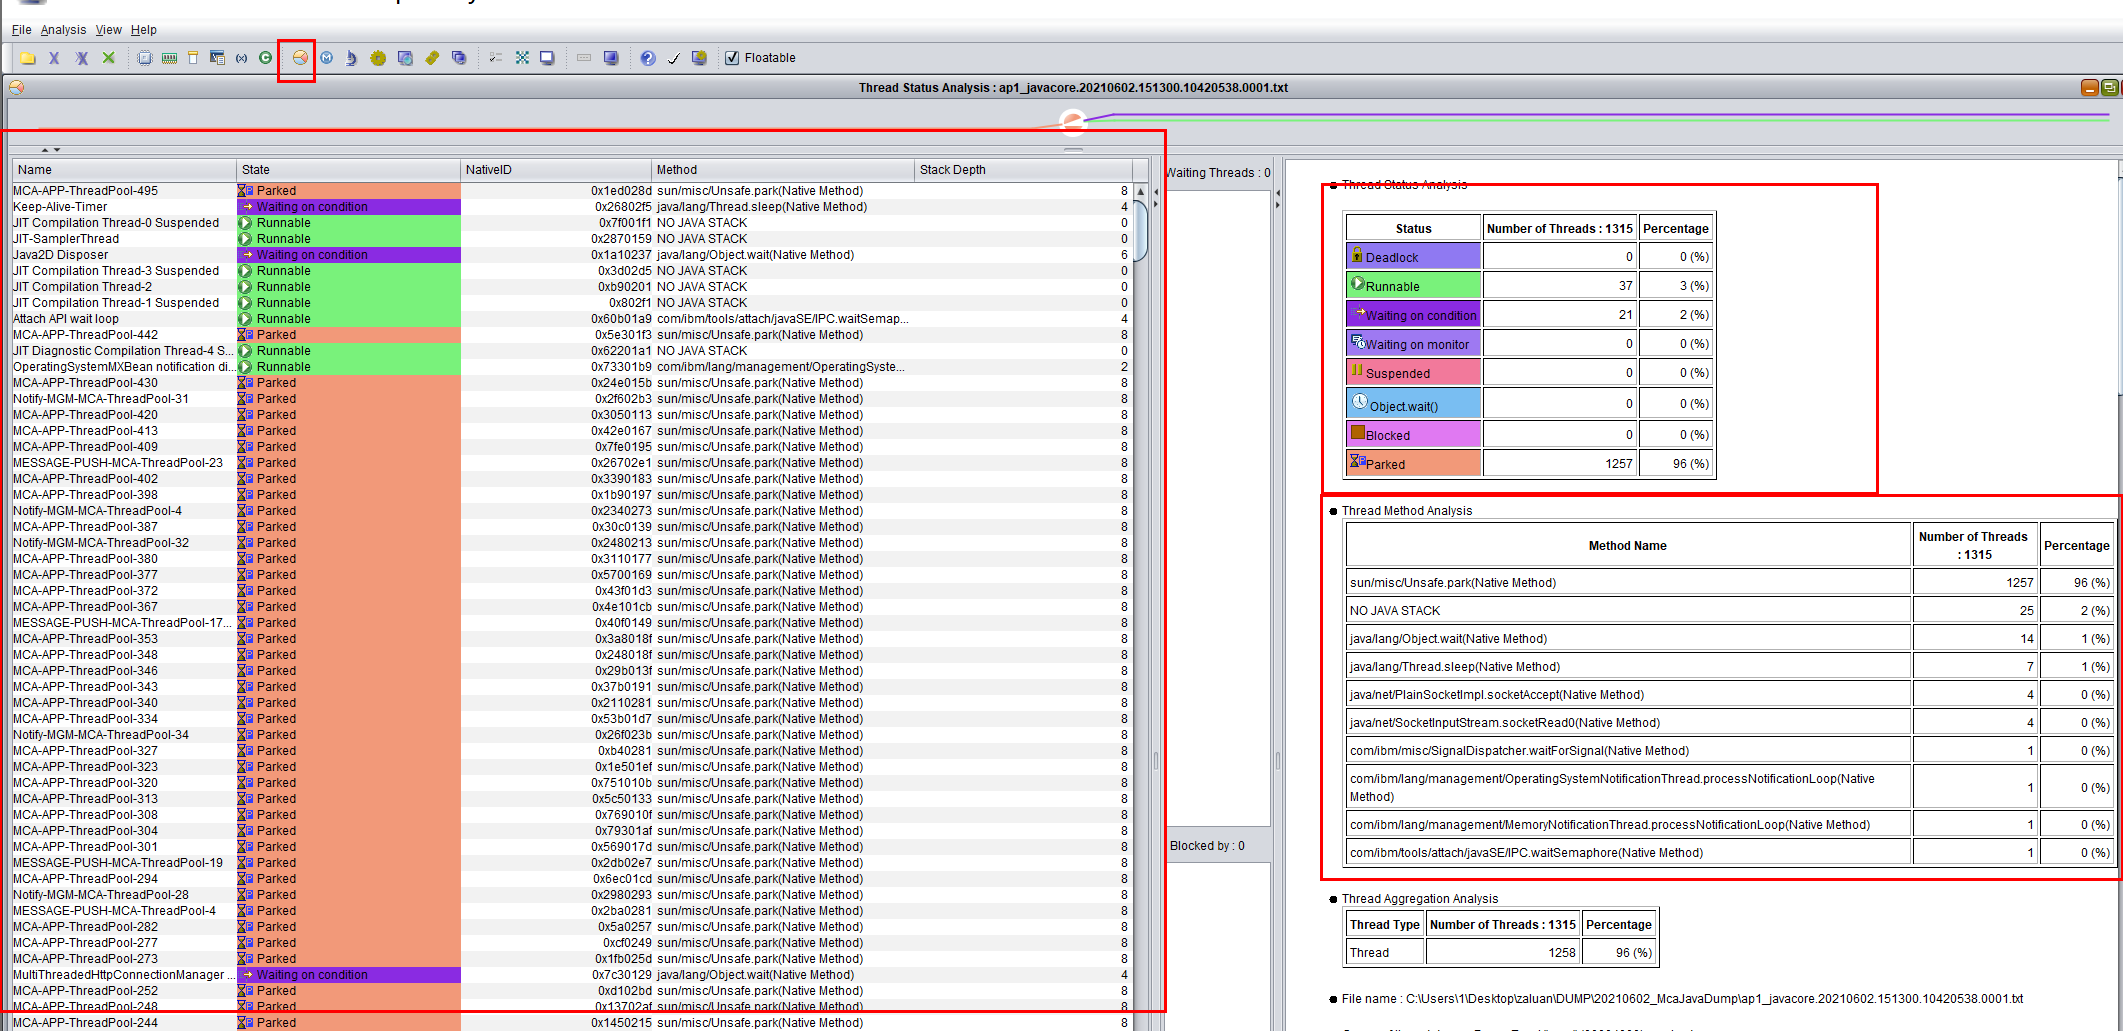 File Analysis View Help
Floatable
Thread Status Analysis : ap1_javacore.20210602.151300.10420538.0001.txt
Name State NativeID Method Stack Depth
MCA-APP-ThreadPool-495 Parked 0x1ed028d sun/misc/Unsafe.park(Native Method) 8
Keep-Alive-Timer Waiting on condition 0x26802f5 java/lang/Thread.sleep(Native Method) 4
JIT Compilation Thread-0 Suspended Runnable 0x7f001f1 NO JAVA STACK 0
JIT-SamplerThread Runnable 0x2870159 NO JAVA STACK 0
Java2D Disposer Waiting on condition 0x1a10237 java/lang/Object.wait(Native Method) 6
JIT Compilation Thread-3 Suspended Runnable 0x3d02d5 NO JAVA STACK 0
JIT Compilation Thread-2 Runnable 0xb90201 NO JAVA STACK 0
JIT Compilation Thread-1 Suspended Runnable 0x802f1 NO JAVA STACK 0
Attach API wait loop Runnable 0x60b01a9 com/ibm/tools/attach/javaSE/IPC.waitSemap... 4
MCA-APP-ThreadPool-442 Parked 0x5e301f3 sun/misc/Unsafe.park(Native Method) 8
JIT Diagnostic Compilation Thread-4 S... Runnable 0x62201a1 NO JAVA STACK 0
OperatingSystemMXBean notification di... Runnable 0x73301b9 com/ibm/lang/management/OperatingSyste... 2
MCA-APP-ThreadPool-430 Parked 0x24e015b sun/misc/Unsafe.park(Native Method) 8
Notify-MGM-MCA-ThreadPool-31 Parked 0x2f602b3 sun/misc/Unsafe.park(Native Method) 8
MCA-APP-ThreadPool-420 Parked 0x3050113 sun/misc/Unsafe.park(Native Method) 8
MCA-APP-ThreadPool-413 Parked 0x42e0167 sun/misc/Unsafe.park(Native Method) 8
MCA-APP-ThreadPool-409 Parked 0x7fe0195 sun/misc/Unsafe.park(Native Method) 8
MESSAGE-PUSH-MCA-ThreadPool-23 Parked 0x26702e1 sun/misc/Unsafe.park(Native Method) 8
MCA-APP-ThreadPool-402 Parked 0x3390183 sun/misc/Unsafe.park(Native Method) 8
MCA-APP-ThreadPool-398 Parked 0x1b90197 sun/misc/Unsafe.park(Native Method) 8
Notify-MGM-MCA-ThreadPool-4 Parked 0x2340273 sun/misc/Unsafe.park(Native Method) 8
MCA-APP-ThreadPool-387 Parked 0x30c0139 sun/misc/Unsafe.park(Native Method) 8
Notify-MGM-MCA-ThreadPool-32 Parked 0x2480213 sun/misc/Unsafe.park(Native Method) 8
MCA-APP-ThreadPool-380 Parked 0x3110177 sun/misc/Unsafe.park(Native Method) 8
MCA-APP-ThreadPool-377 Parked 0x5700169 sun/misc/Unsafe.park(Native Method) 8
MCA-APP-ThreadPool-372 Parked 0x43f01d3 sun/misc/Unsafe.park(Native Method) 8
MCA-APP-ThreadPool-367 Parked 0x4e101cb sun/misc/Unsafe.park(Native Method) 8
MESSAGE-PUSH-MCA-ThreadPool-17... Parked 0x40f0149 sun/misc/Unsafe.park(Native Method) 8
MCA-APP-ThreadPool-353 Parked 0x3a8018f sun/misc/Unsafe.park(Native Method) 8
MCA-APP-ThreadPool-348 Parked 0x248018f sun/misc/Unsafe.park(Native Method) 8
MCA-APP-ThreadPool-346 Parked 0x29b013f sun/misc/Unsafe.park(Native Method) 8
MCA-APP-ThreadPool-343 Parked 0x37b0191 sun/misc/Unsafe.park(Native Method) 8
MCA-APP-ThreadPool-340 Parked 0x2110281 sun/misc/Unsafe.park(Native Method) 8
MCA-APP-ThreadPool-334 Parked 0x53b01d7 sun/misc/Unsafe.park(Native Method) 8
Notify-MGM-MCA-ThreadPool-34 Parked 0x26f023b sun/misc/Unsafe.park(Native Method) 8
MCA-APP-ThreadPool-327 Parked 0xb40281 sun/misc/Unsafe.park(Native Method) 8
MCA-APP-ThreadPool-323 Parked 0x1e501ef sun/misc/Unsafe.park(Native Method) 8
MCA-APP-ThreadPool-320 Parked 0x751010b sun/misc/Unsafe.park(Native Method) 8
MCA-APP-ThreadPool-313 Parked 0x5c50133 sun/misc/Unsafe.park(Native Method) 8
MCA-APP-ThreadPool-308 Parked 0x769010f sun/misc/Unsafe.park(Native Method) 8
MCA-APP-ThreadPool-304 Parked 0x79301af sun/misc/Unsafe.park(Native Method) 8
MCA-APP-ThreadPool-301 Parked 0x569017d sun/misc/Unsafe.park(Native Method) 8
MESSAGE-PUSH-MCA-ThreadPool-19 Parked 0x2db02e7 sun/misc/Unsafe.park(Native Method) 8
MCA-APP-ThreadPool-294 Parked 0x6ec01cd sun/misc/Unsafe.park(Native Method) 8
Notify-MGM-MCA-ThreadPool-28 Parked 0x2980293 sun/misc/Unsafe.park(Native Method) 8
MESSAGE-PUSH-MCA-ThreadPool-4 Parked 0x2ba0281 sun/misc/Unsafe.park(Native Method) 8
MCA-APP-ThreadPool-282 Parked 0x5a0257 sun/misc/Unsafe.park(Native Method) 8
MCA-APP-ThreadPool-277 Parked 0xcf0249 sun/misc/Unsafe.park(Native Method) 8
MCA-APP-ThreadPool-273 Parked 0x1fb025d sun/misc/Unsafe.park(Native Method) 8
MultiThreadedHttpConnectionManager ... Waiting on condition 0x7c30129 java/lang/Object.wait(Native Method) 4
MCA-APP-ThreadPool-252 Parked 0xd102bd sun/misc/Unsafe.park(Native Method) 8
MCA-APP-ThreadPool-248 Parked 0x13702af sun/misc/Unsafe.park(Native Method) 8
MCA-APP-ThreadPool-244 Parked 0x1450215 sun/misc/Unsafe.park(Native Method) 8
Waiting Threads : 0
Blocked by : 0
Thread Status Analysis
Status Number of Threads : 1315 Percentage
Deadlock 0 0 (%)
Runnable 37 3 (%)
Waiting on condition 21 2 (%)
Waiting on monitor 0 0 (%)
Suspended 0 0 (%)
Object.wait() 0 0 (%)
Blocked 0 0 (%)
Parked 1257 96 (%)
Thread Method Analysis
Method Name Number of Threads : 1315 Percentage
sun/misc/Unsafe.park(Native Method) 1257 96 (%)
NO JAVA STACK 25 2 (%)
java/lang/Object.wait(Native Method) 14 1 (%)
java/lang/Thread.sleep(Native Method) 7 1 (%)
java/net/PlainSocketImpl.socketAccept(Native Method) 4 0 (%)
java/net/SocketInputStream.socketRead0(Native Method) 4 0 (%)
com/ibm/misc/SignalDispatcher.waitForSignal(Native Method) 1 0 (%)
com/ibm/lang/management/OperatingSystemNotificationThread.processNotificationLoop(Native
Method) 1 0 (%)
com/ibm/lang/management/MemoryNotificationThread.processNotificationLoop(Native Method) 1 0 (%)
com/ibm/tools/attach/javaSE/IPC.waitSemaphore(Native Method) 1 0 (%)
Thread Aggregation Analysis
Thread Type Number of Threads : 1315 Percentage
Thread 1258 96 (%)
File name : C:\Users\1\Desktop\zaluan\DUMP\20210602_McaJavaDump\ap1_javacore.20210602.151300.10420538.0001.txt